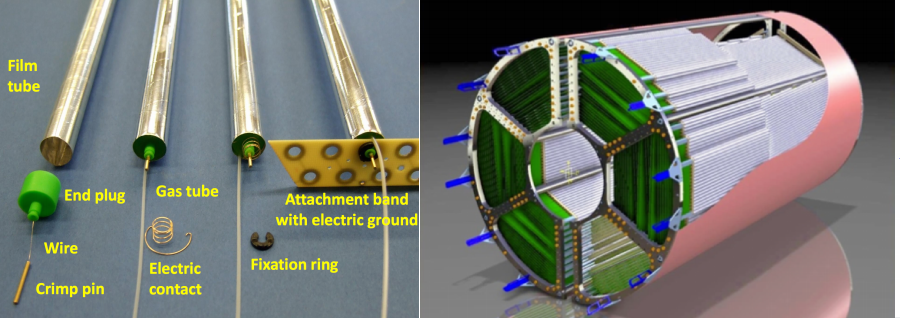 Film
tube
End plug
Gas tube
Attachment band
with electric ground
Wire
Electric
contact
Fixation ring
Crimp pin